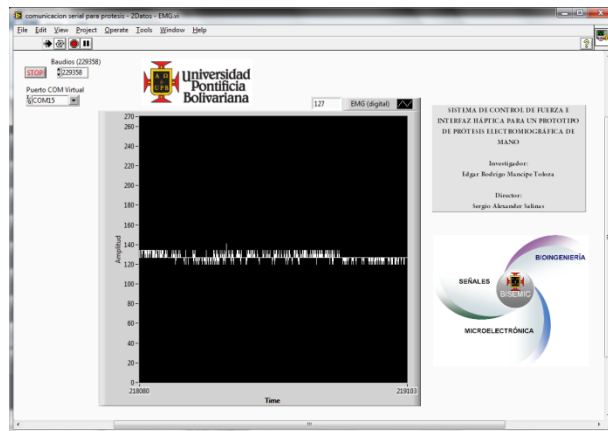 comunicacion serial para protesis - 2Datos - EMG.vi
File Edit View Project Operate Tools Window Help
Baudios (229358)
STOP 229358
Puerto COM Virtual
COM15
Universidad
Pontificia
Bolivariana
127 EMG (digital)
SISTEMA DE CONTROL DE FUERZA E
INTERFAZ HÁPTICA PARA UN PROTOTIPO
DE PRÓTESIS ELECTROMIOGRÁFICA DE
MANO
Investigador:
Edgar Rodrigo Mancipe Toloza
Director:
Sergio Alexander Salinas
Amplitud
270
260
240
220
200
180
160
140
120
100
80
60
40
20
0
218080 219103
Time
BIOINGENIERÍA
SEÑALES
BISEMIC
MICROELECTRÓNICA